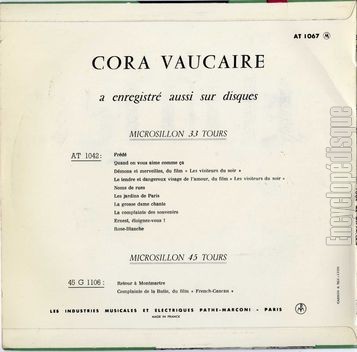 AT 1067 M
CORA VAUCAIRE
a enregistré aussi sur disques
MICROSILLON 33 TOURS
AT 1042:
Frédé
Quand on vous aime comme ça
Démons et merveilles, du film « Les visiteurs du soir »
Le tendre et dangereux visage de l'amour, du film « Les visiteurs du soir »
Noms de rues
Les jardins de Paris
La grosse dame chante
La complainte des souvenirs
Ernest, éloignez-vous !
Rose-Blanche
MICROSILLON 45 TOURS
45 G 1106 :
Retour à Montmartre
Complainte de la Butte, du film « French-Cancan »
LES INDUSTRIES MUSICALES ET ELECTRIQUES PATHE-MARCONI - PARIS
MADE IN FRANCE
Encyclopédisque